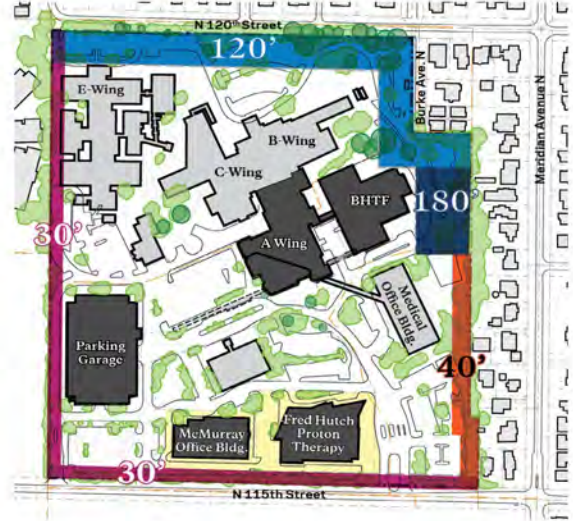 N 120th Street
120'
E-Wing
Burke Ave. N
Meridian Avenue N
B-Wing
C-Wing
BHTF
180'
30'
A Wing
Medical
Office Bldg.
Parking
Garage
40'
McMurray
Office Bldg.
Fred Hutch
Proton
Therapy
30'
N 115th Street